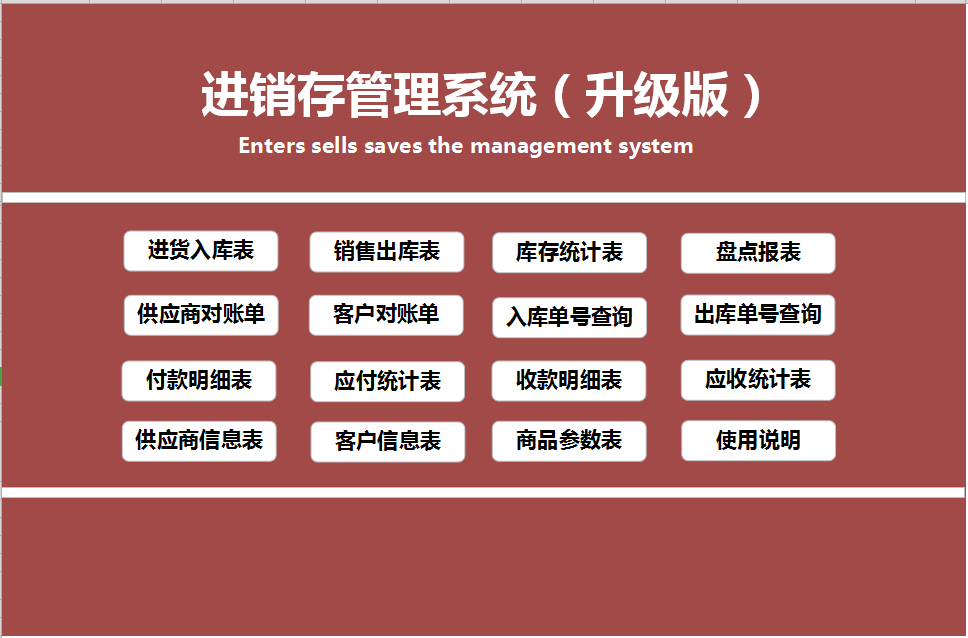 进销存管理系统（升级版）
Enters sells saves the management system
进货入库表 销售出库表 库存统计表 盘点报表
供应商对账单 客户对账单 入库单号查询 出库单号查询
付款明细表 应付统计表 收款明细表 应收统计表
供应商信息表 客户信息表 商品参数表 使用说明